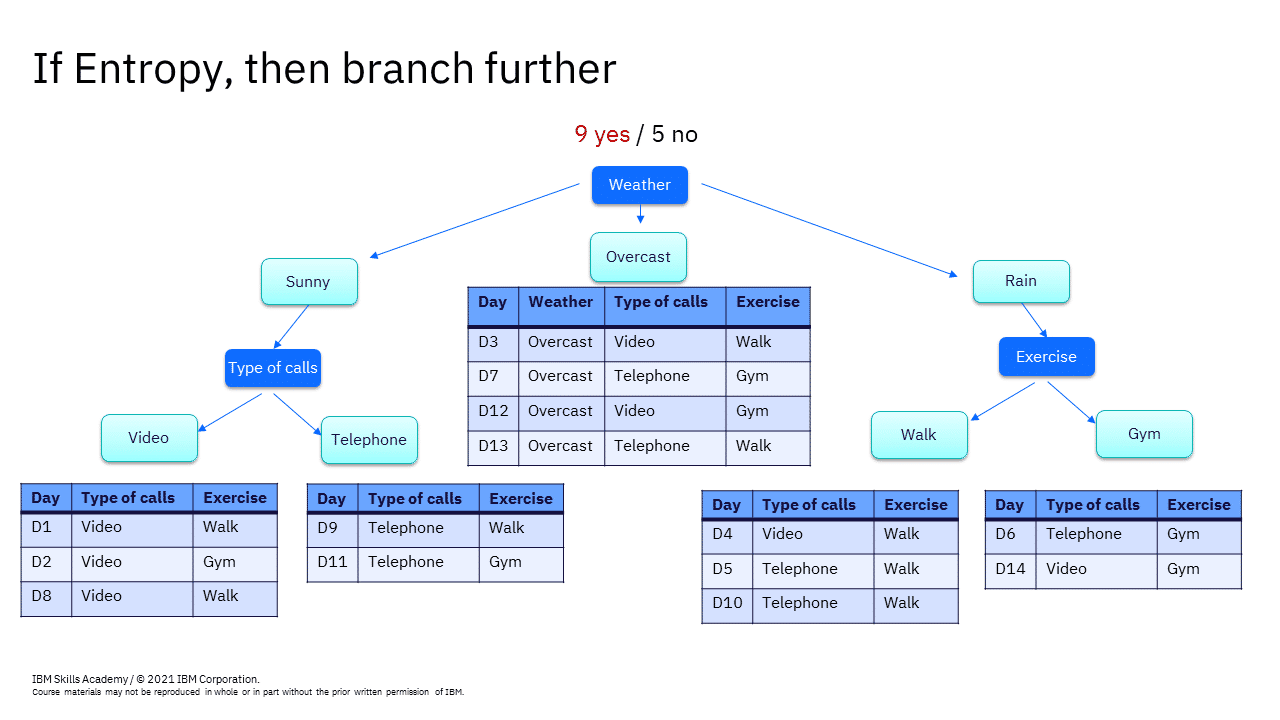 If Entropy, then branch further
9 yes / 5 no
Weather
Sunny
Overcast
Rain
Type of calls
Exercise
Video
Telephone
Walk
Gym
Day Weather Type of calls Exercise
D3 Overcast Video Walk
D7 Overcast Telephone Gym
D12 Overcast Video Gym
D13 Overcast Telephone Walk
Day Type of calls Exercise
D1 Video Walk
D2 Video Gym
D8 Video Walk
Day Type of calls Exercise
D9 Telephone Walk
D11 Telephone Gym
Day Type of calls Exercise
D4 Video Walk
D5 Telephone Walk
D10 Telephone Walk
Day Type of calls Exercise
D6 Telephone Gym
D14 Video Gym
IBM Skills Academy / © 2021 IBM Corporation.
Course materials may not be reproduced in whole or in part without the prior written permission of IBM.